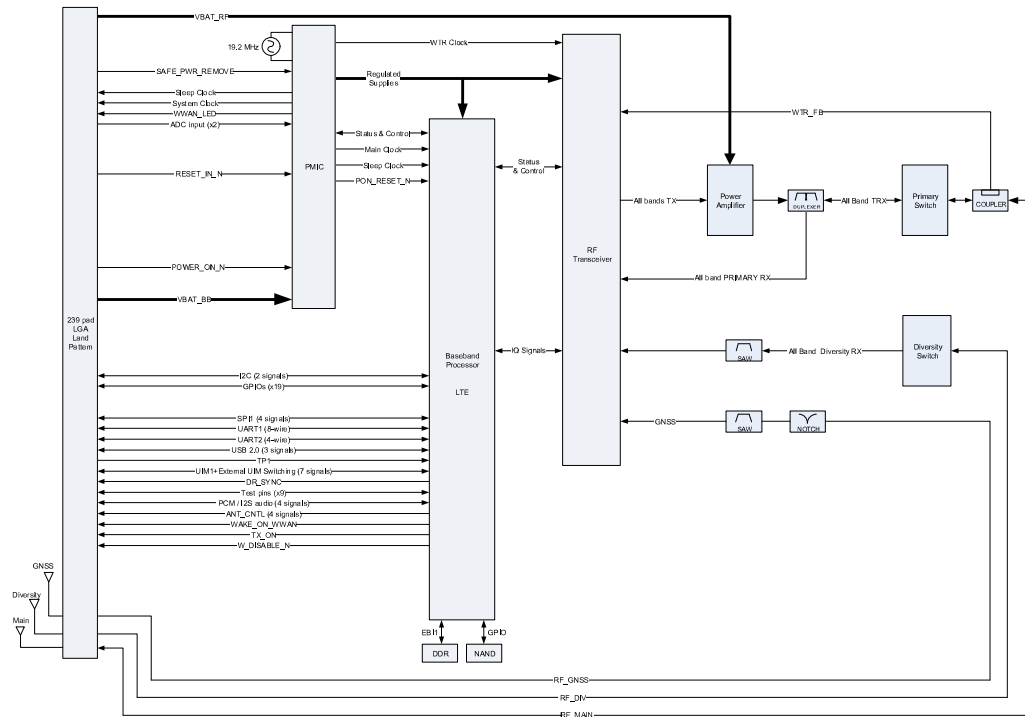 VBAT_RF
19.2 MHz
WTR Clock
SAFE_PWR_REMOVE
Regulated
Supplies
Sleep Clock
System Clock
WWAN_LED
ADC input (x2)
WTR_FB
Status & Control
Main Clock
Sleep Clock
PON_RESET_N
PMIC
RESET_IN_N
Status
& Control
All bands TX
Power
Amplifier
DUPLEXER
All Band TRX
Primary
Switch
COUPLER
RF
Transceiver
POWER_ON_N
All band PRIMARY RX
VBAT_BB
239 pad
LGA
Land
Pattern
Baseband
Processor
LTE
IQ Signals
SAW
All Band Diversity RX
Diversity
Switch
I2C (2 signals)
GPIOs (x19)
SPI1 (4 signals)
UART1 (8-wire)
UART2 (4-wire)
USB 2.0 (3 signals)
TP1
UIM1+External UIM Switching (7 signals)
DR_SYNC
Test pins (x9)
PCM / I2S audio (4 signals)
ANT_CNTL (4 signals)
WAKE_ON_WWAN
TX_ON
W_DISABLE_N
GNSS
SAW
NOTCH
GNSS
Diversity
Main
EBI1
GPIO
DDR
NAND
RF_GNSS
RF_DIV
RF_MAIN